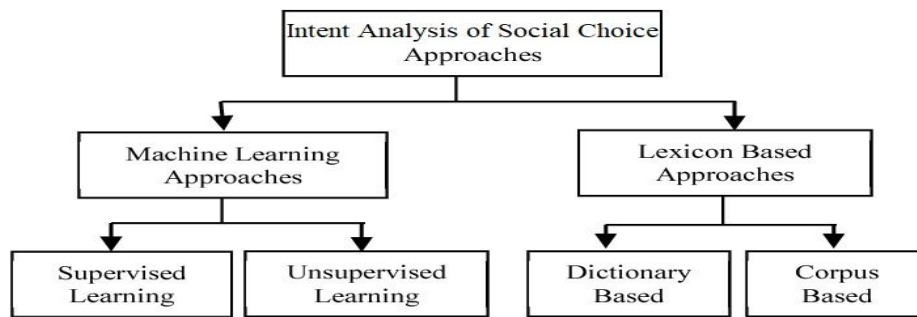 Intent Analysis of Social Choice
Approaches
Machine Learning
Approaches
Lexicon Based
Approaches
Supervised
Learning
Unsupervised
Learning
Dictionary
Based
Corpus
Based